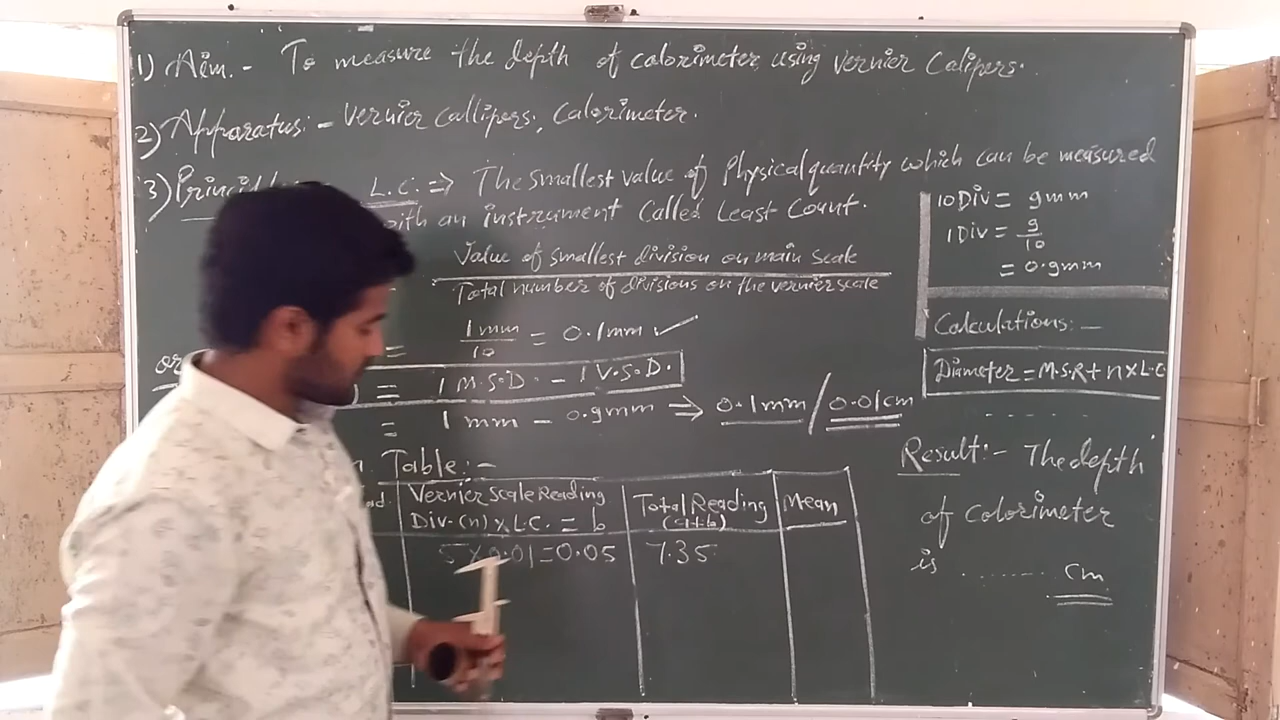 1) Aim.- To measure the depth of calorimeter using Vernier Calipers.
2) Apparatus:- Vernier Callipers, Calorimeter.
3) L.C. => The smallest value of Physical quantity which can be measured
with an instrument Called Least Count.
Value of smallest division on main Scale
Total number of divisions on the vernier scale
= 1mm/10 = 0.1mm ✓
or
= 1 M.S.D. - 1 V.S.D.
= 1 mm - 0.9mm => 0.1mm / 0.01cm
Table:-
Vernier Scale Reading
Div.(n) x L.C. = b
Total Reading
(a+b)
Mean
5 x 0.01 = 0.05
7.35
10 Div = 9mm
1 Div = 9/10
= 0.9mm
Calculations:-
Diameter = M.S.R + n x L.C
Result:- The depth
of colorimeter
is ........ cm